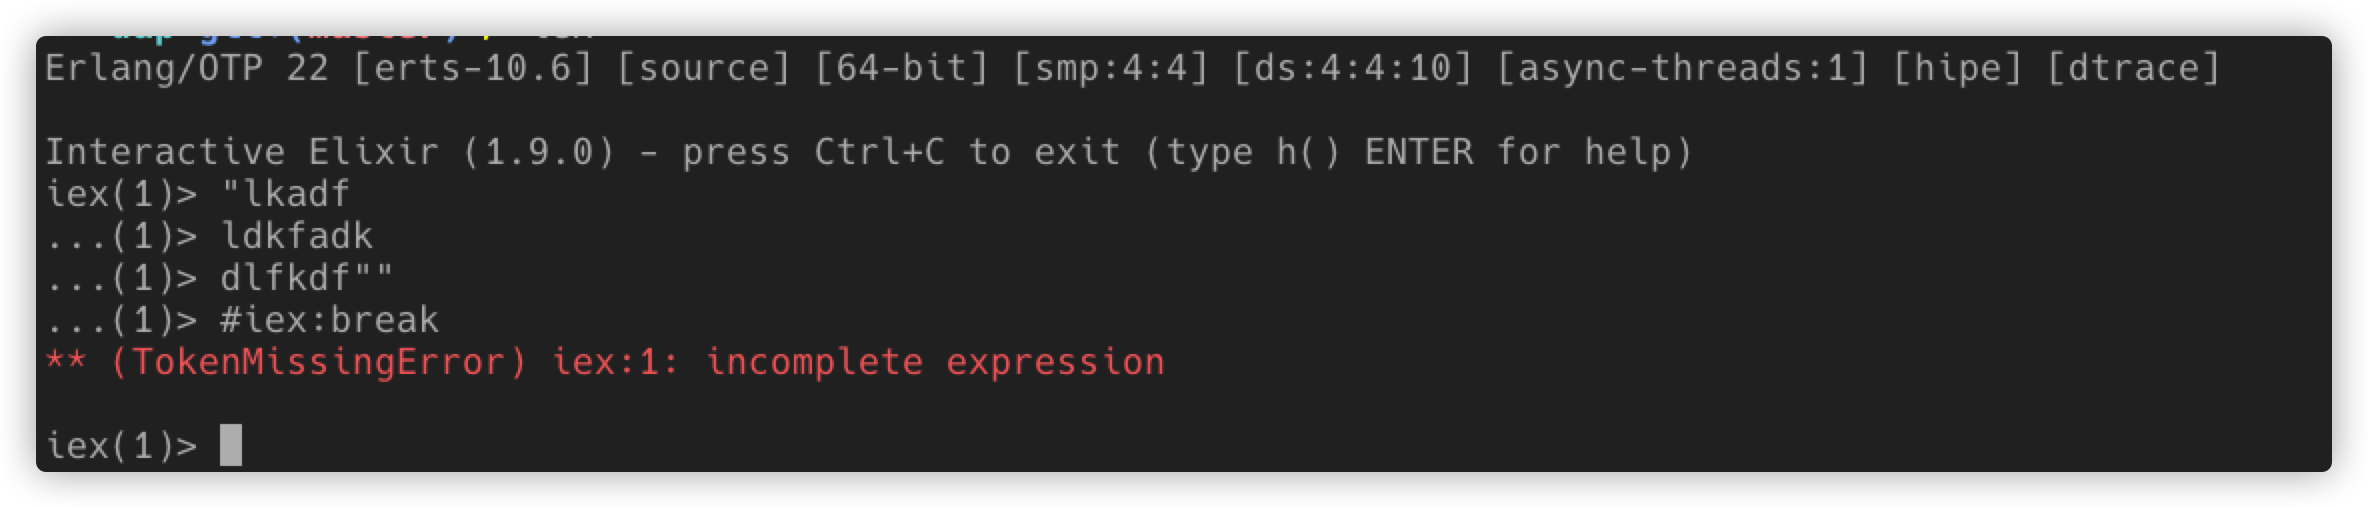 Erlang/OTP 22 [erts-10.6] [source] [64-bit] [smp:4:4] [ds:4:4:10] [async-threads:1] [hipe] [dtrace]
Interactive Elixir (1.9.0) - press Ctrl+C to exit (type h() ENTER for help)
iex(1)> "lkadf
...(1)> ldkfadk
...(1)> dlfkdf""
...(1)> #iex:break
** (TokenMissingError) iex:1: incomplete expression
iex(1)>